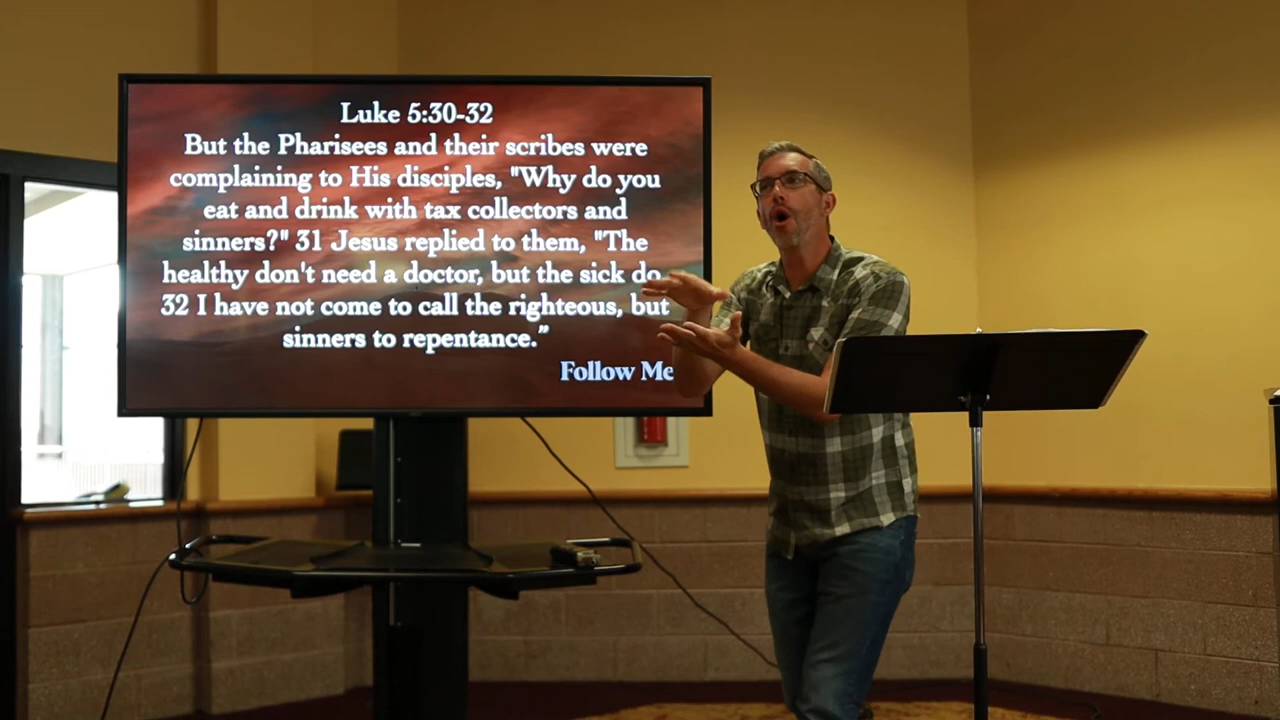 Luke 5:30-32
But the Pharisees and their scribes were
complaining to His disciples, "Why do you
eat and drink with tax collectors and
sinners?" 31 Jesus replied to them, "The
healthy don't need a doctor, but the sick do.
32 I have not come to call the righteous, but
sinners to repentance.”
Follow Me